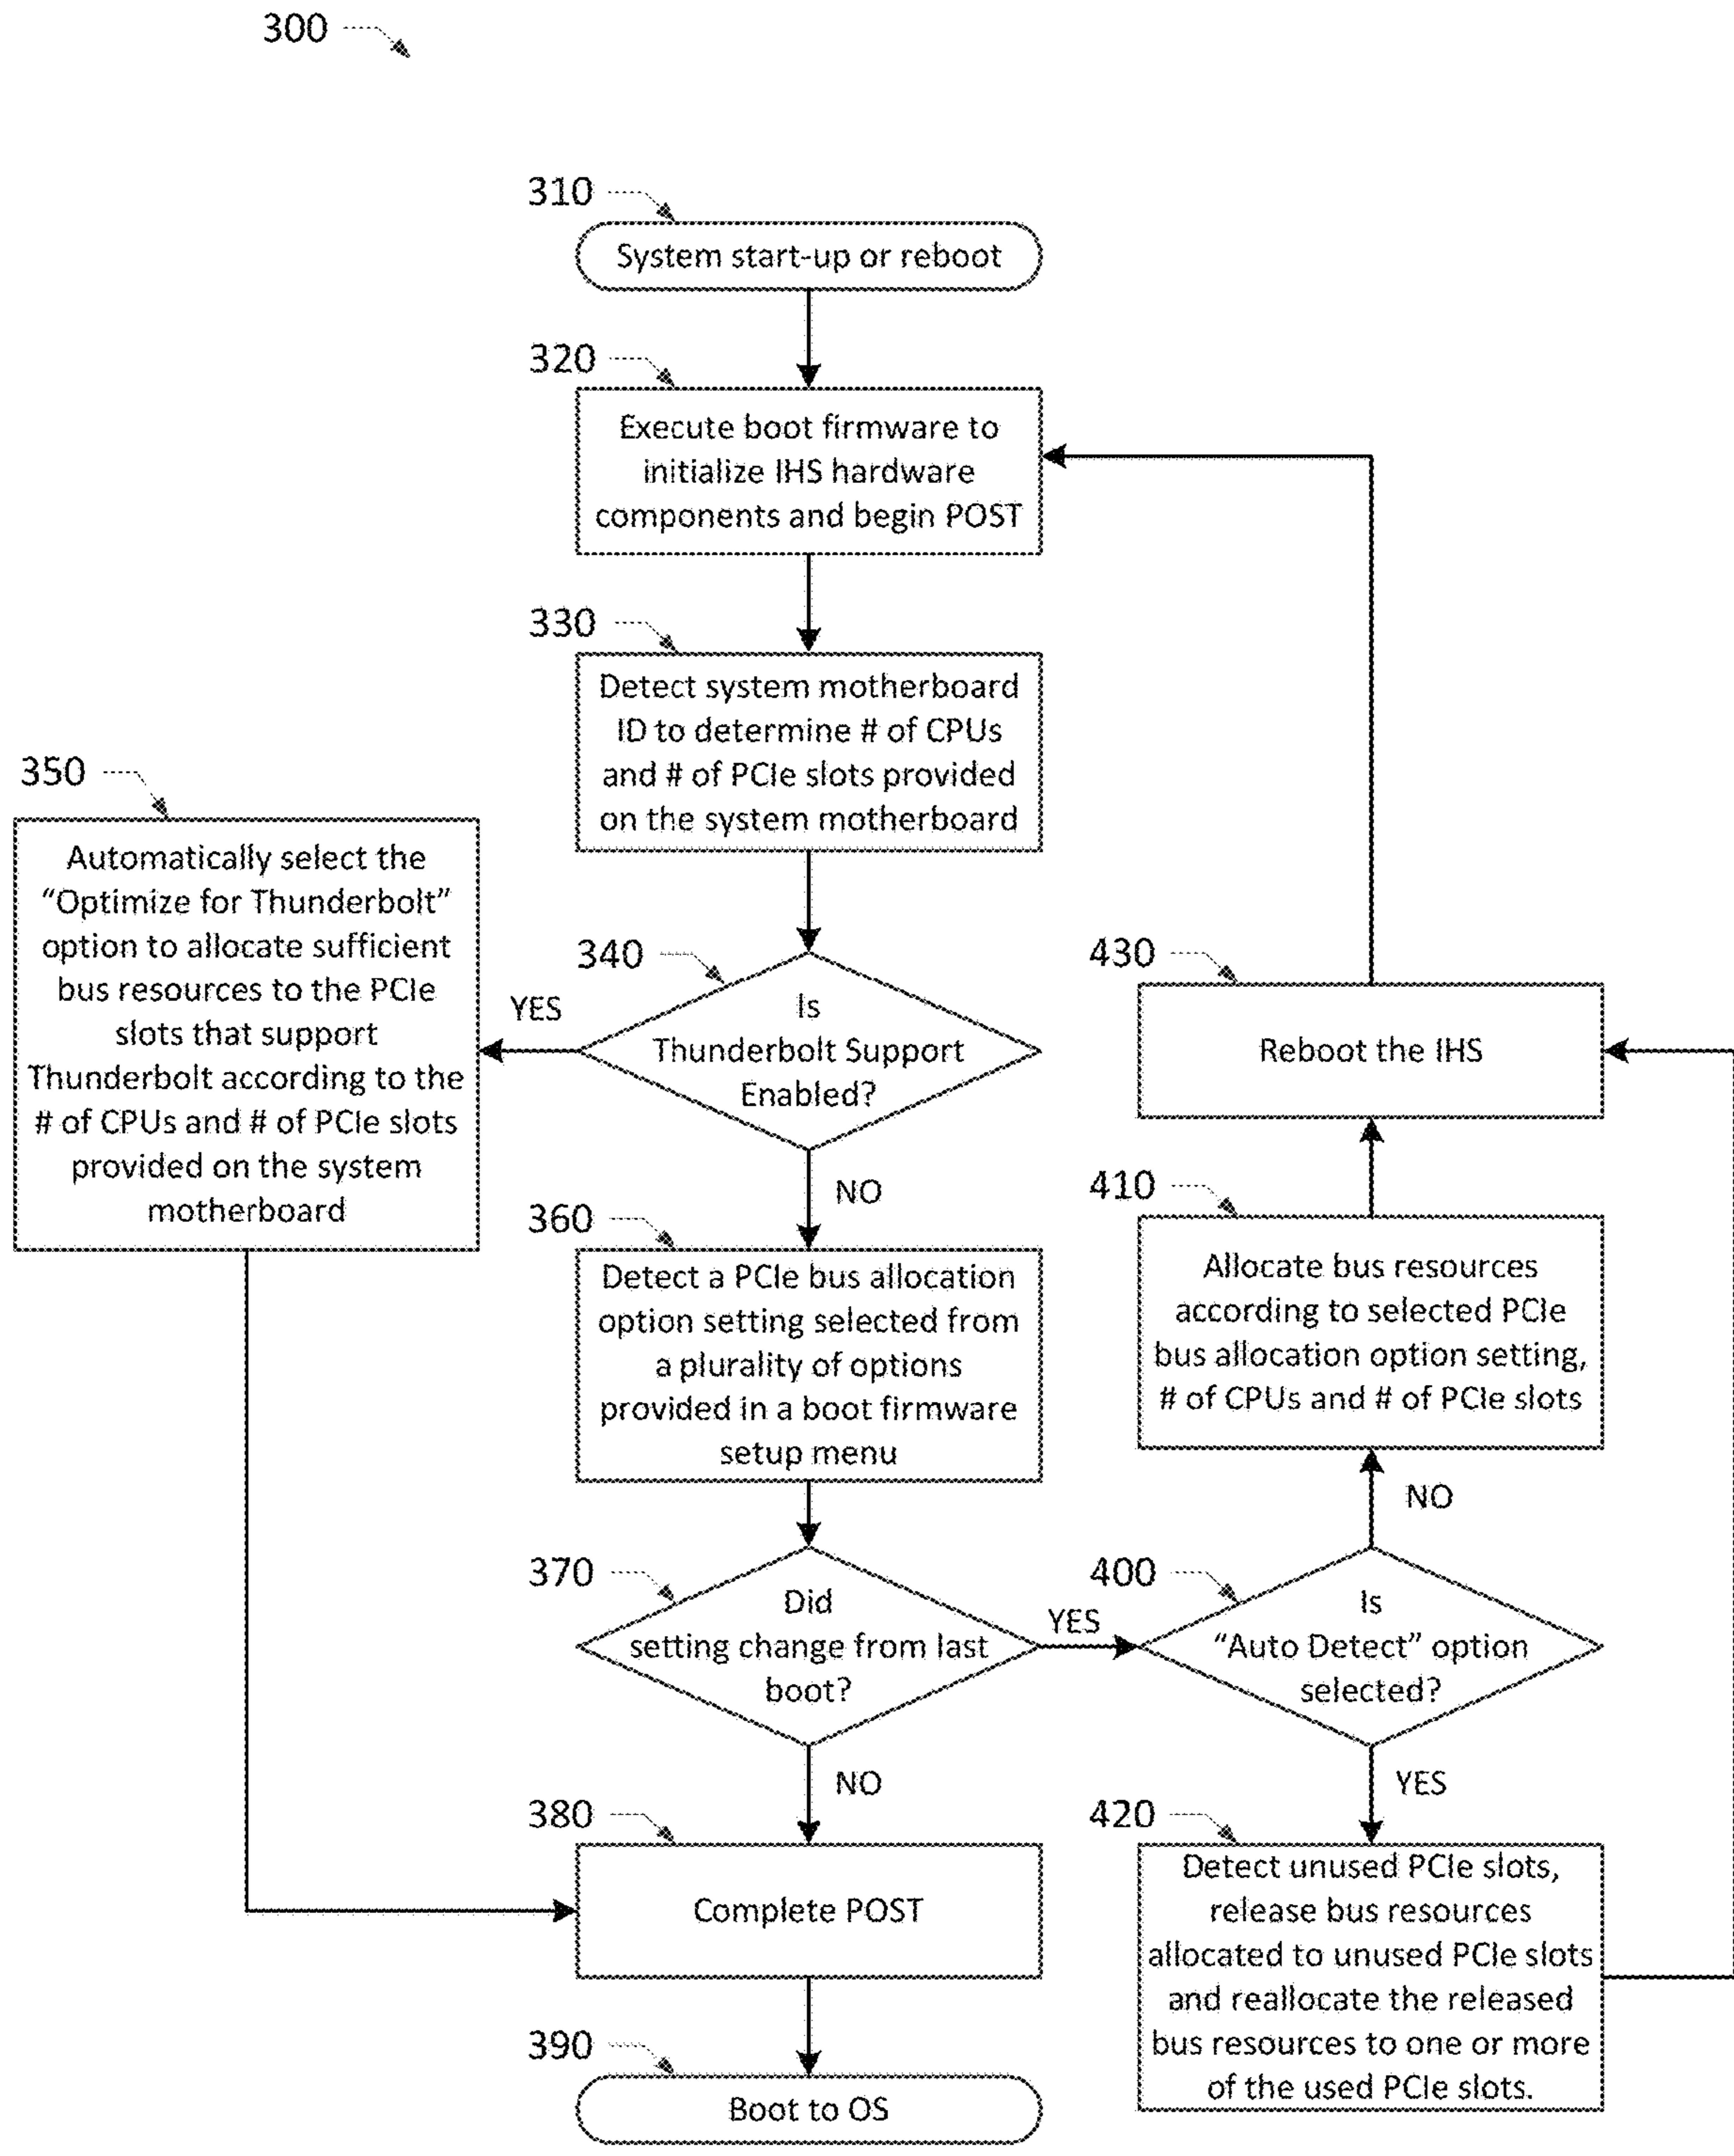 300
310
System start-up or reboot
320
Execute boot firmware to
initialize IHS hardware
components and begin POST
330
Detect system motherboard
ID to determine # of CPUs
and # of PCIe slots provided
on the system motherboard
350
Automatically select the
“Optimize for Thunderbolt”
option to allocate sufficient
bus resources to the PCIe
slots that support
Thunderbolt according to the
# of CPUs and # of PCIe slots
provided on the system
motherboard
340
YES
Is
Thunderbolt Support
Enabled?
NO
430
Reboot the IHS
360
Detect a PCIe bus allocation
option setting selected from
a plurality of options
provided in a boot firmware
setup menu
410
Allocate bus resources
according to selected PCIe
bus allocation option setting,
# of CPUs and # of PCIe slots
NO
370
Did
setting change from last
boot?
YES
400
Is
“Auto Detect” option
selected?
NO
YES
380
Complete POST
420
Detect unused PCIe slots,
release bus resources
allocated to unused PCIe slots
and reallocate the released
bus resources to one or more
of the used PCIe slots.
390
Boot to OS